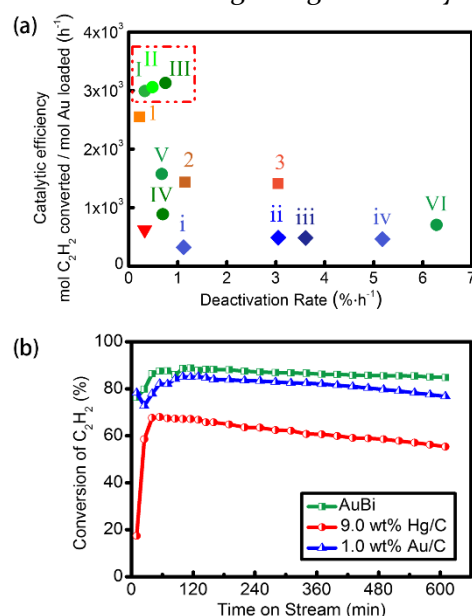 (a)
Catalytic efficiency
mol C₂H₂ converted / mol Au loaded (h⁻¹)
4x10³
3x10³
2x10³
1x10³
0
I II III
1
V 2 3
IV VI
i ii iii iv
0 1 2 3 4 5 6 7
Deactivation Rate (%·h⁻¹)
(b)
Conversion of C₂H₂ (%)
100
80
60
40
20
0
AuBi
9.0 wt% Hg/C
1.0 wt% Au/C
0 120 240 360 480 600
Time on Stream (min)